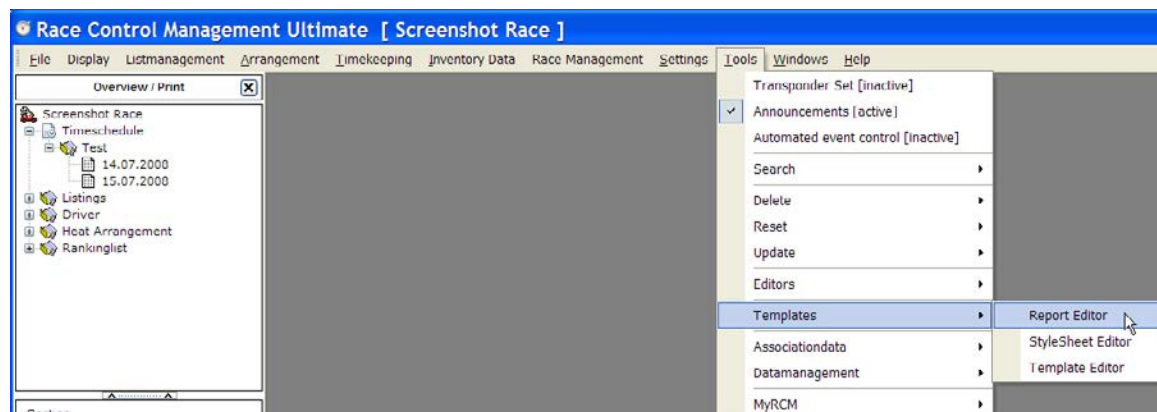 Race Control Management Ultimate [ Screenshot Race ]
File Display Listmanagement Arrangement Timekeeping Inventory Data Race Management Settings Tools Windows Help
Overview / Print
Screenshot Race
Timeschedule
Test
14.07.2008
15.07.2008
Listings
Driver
Heat Arrangement
Rankinglist
Transponder Set [inactive]
Announcements [active]
Automated event control [inactive]
Search
Delete
Reset
Update
Editors
Templates
Report Editor
StyleSheet Editor
Template Editor
Associationdata
Datamanagement
MyRCM